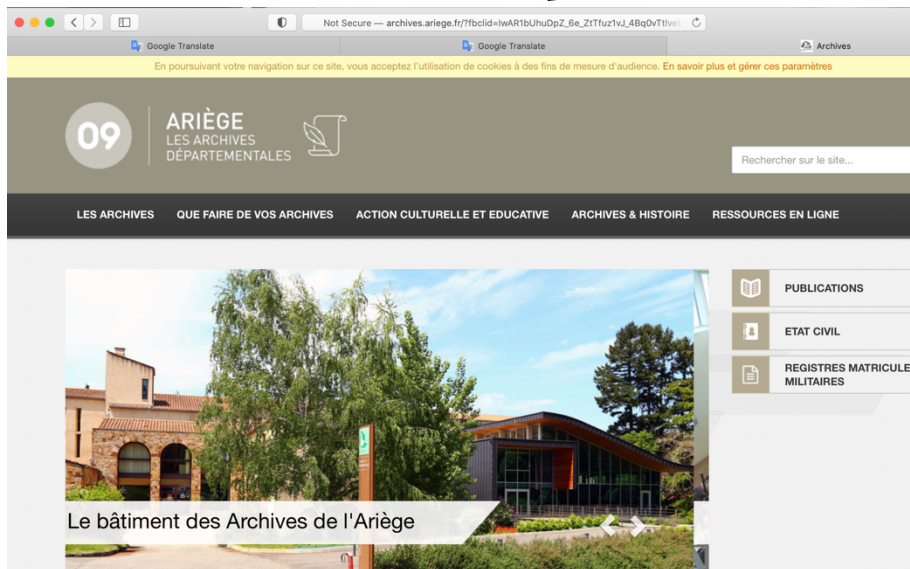 Not Secure — archives.ariege.fr/?fbclid=IwAR1bUhuDpZ_6e_ZtTfuz1vJ_4Bq0vTtlve
Google Translate
Google Translate
Archives
En poursuivant votre navigation sur ce site, vous acceptez l'utilisation de cookies à des fins de mesure d'audience. En savoir plus et gérer ces paramètres
09
ARIÈGE
LES ARCHIVES
DÉPARTEMENTALES
Rechercher sur le site...
LES ARCHIVES QUE FAIRE DE VOS ARCHIVES ACTION CULTURELLE ET EDUCATIVE ARCHIVES & HISTOIRE RESSOURCES EN LIGNE
PUBLICATIONS
ETAT CIVIL
REGISTRES MATRICULE
MILITAIRES
Le bâtiment des Archives de l'Ariège